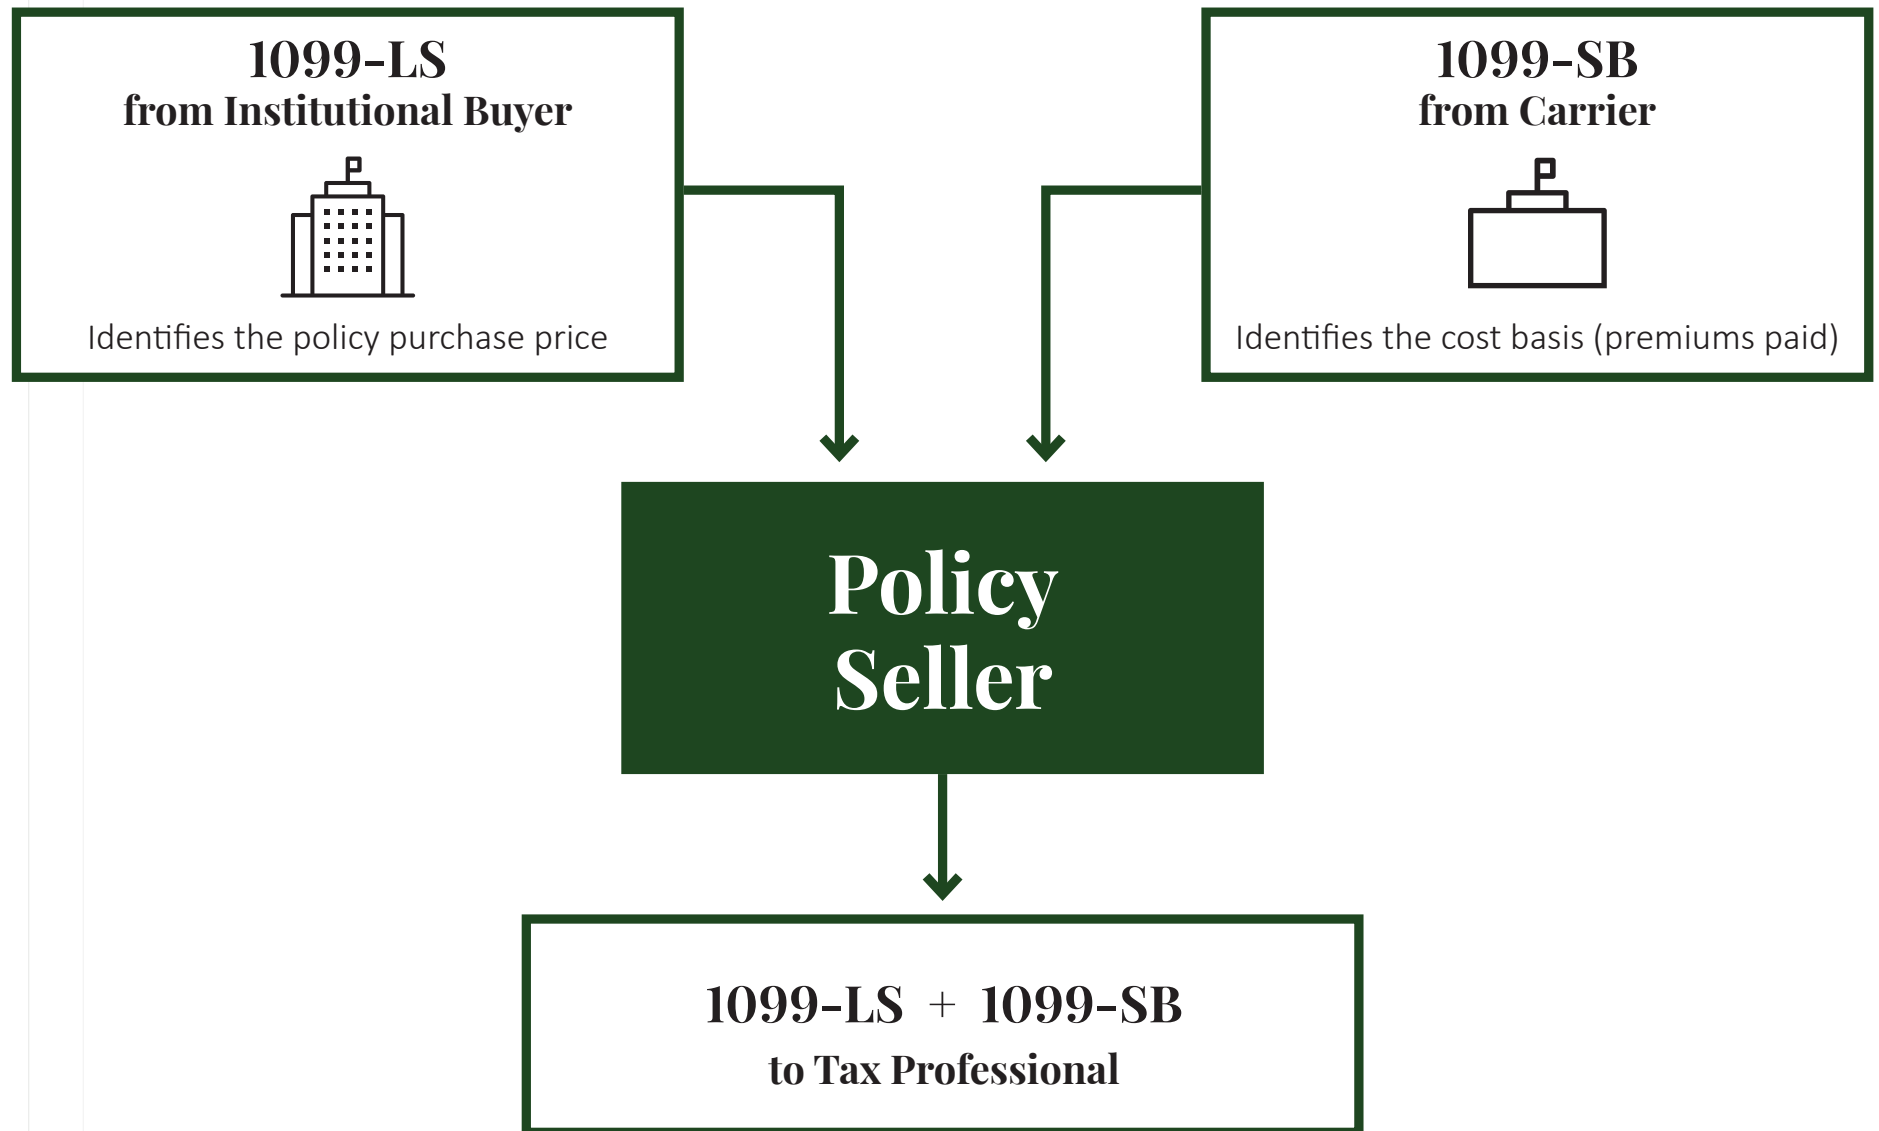 1099-LS
from Institutional Buyer
Identifies the policy purchase price
1099-SB
from Carrier
Identifies the cost basis (premiums paid)
Policy
Seller
1099-LS + 1099-SB
to Tax Professional